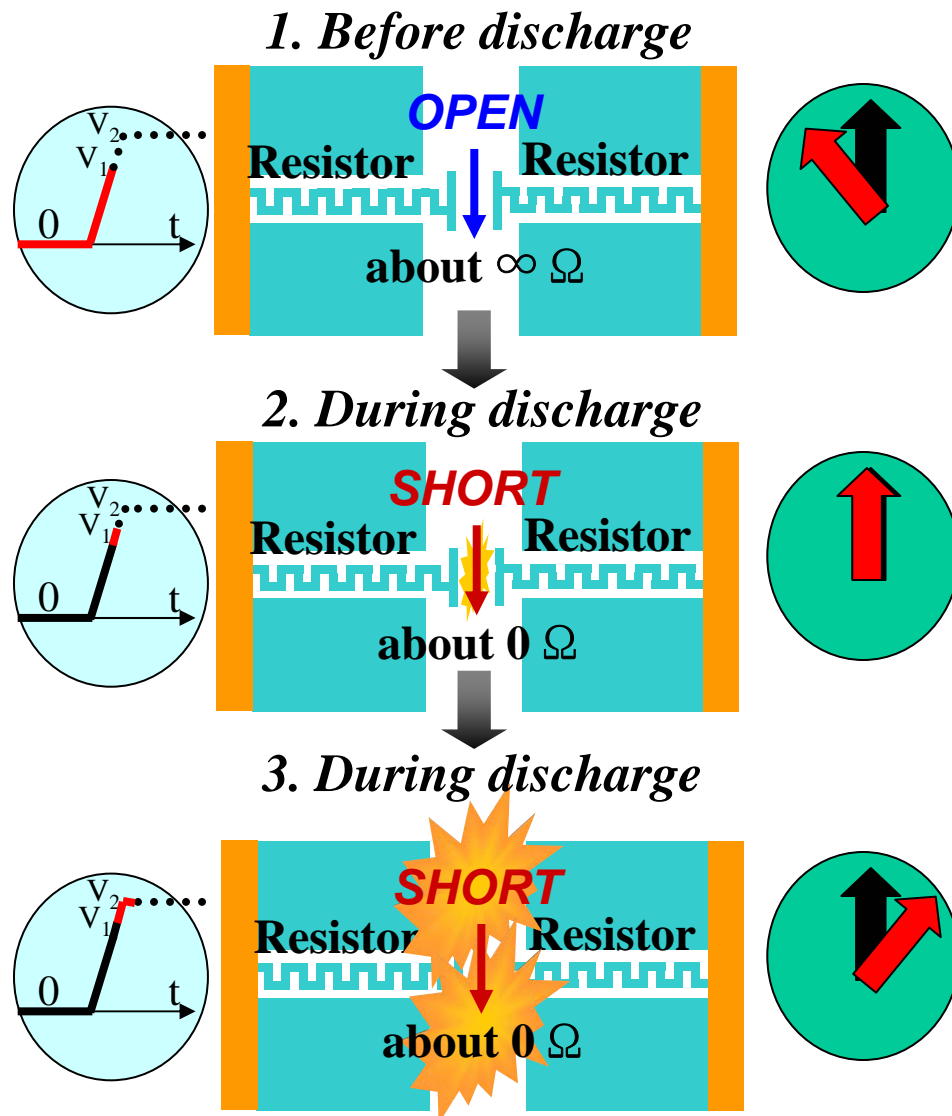 1. Before discharge
OPEN
V2
V1
Resistor Resistor
0 t
about ∞ Ω
2. During discharge
SHORT
V2
V1
Resistor Resistor
0 t
about 0 Ω
3. During discharge
SHORT
V2
V1
Resistor Resistor
0 t
about 0 Ω